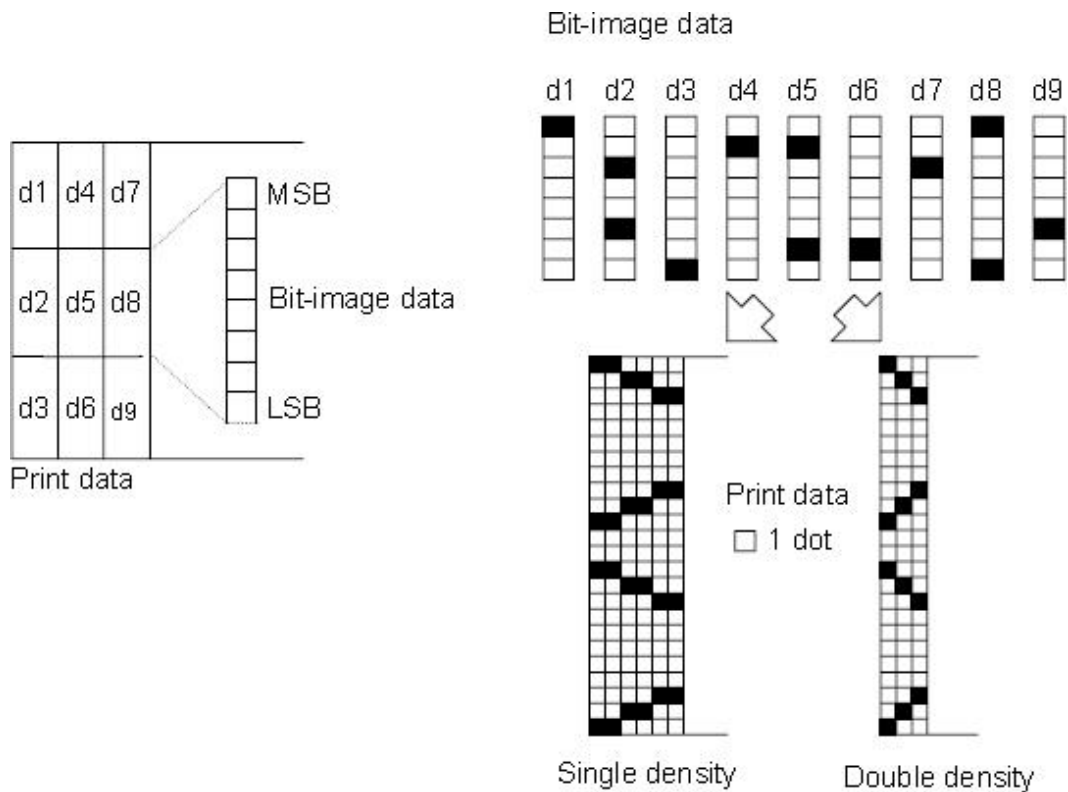 Bit-image data
d1 d2 d3 d4 d5 d6 d7 d8 d9
d1 d4 d7
d2 d5 d8
d3 d6 d9
Print data
MSB
Bit-image data
LSB
Print data
1 dot
Single density
Double density